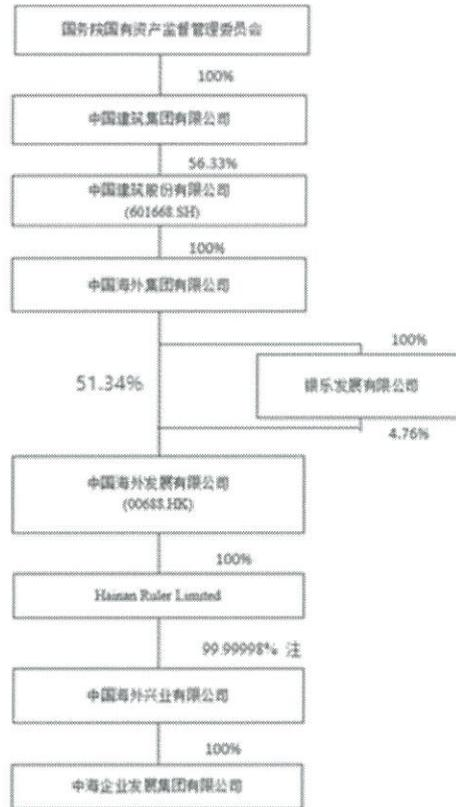 国务院国有资产监督管理委员会
100%
中国建筑集团有限公司
56.33%
中国建筑股份有限公司
(601668.SH)
100%
中国海外集团有限公司
100%
51.34%
银乐发展有限公司
4.76%
中国海外发展有限公司
(00688.HK)
100%
Hainan Ruler Limited
99.99998% 注
中国海外兴业有限公司
100%
中海企业发展集团有限公司